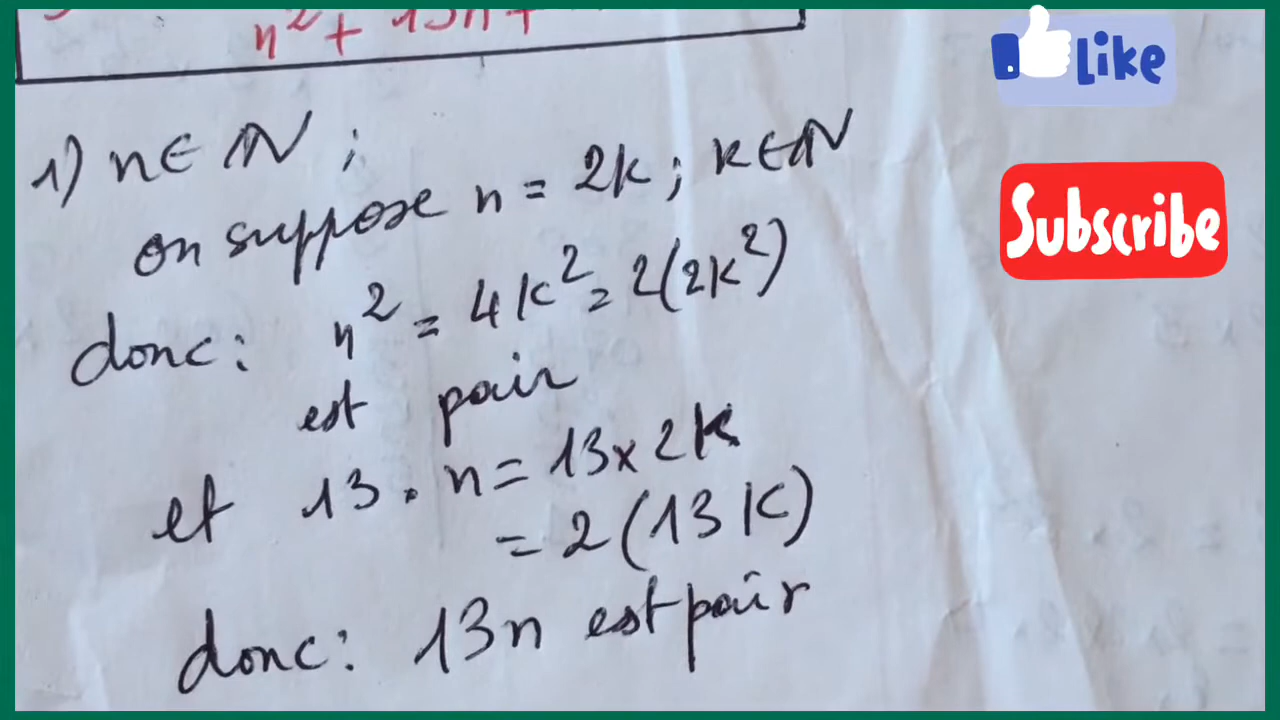 n² + 13n +
1) n ∈ ℕ ;
on suppose n = 2k ; k ∈ ℕ
donc : n² = 4k² = 2(2k²)
est pair
et 13 . n = 13 × 2k
= 2 (13 k)
donc : 13n est pair
Like
Subscribe